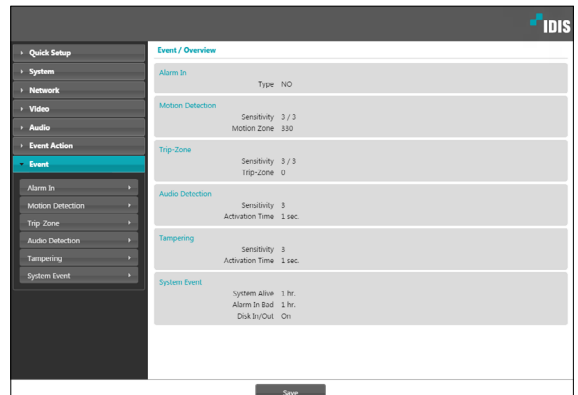 IDIS
Quick Setup
System
Network
Video
Audio
Event Action
Event
Alarm In
Motion Detection
Trip Zone
Audio Detection
Tampering
System Event
Event / Overview
Alarm In
Type NO
Motion Detection
Sensitivity 3 / 3
Motion Zone 330
Trip-Zone
Sensitivity 3 / 3
Trip-Zone 0
Audio Detection
Sensitivity 3
Activation Time 1 sec.
Tampering
Sensitivity 3
Activation Time 1 sec.
System Event
System Alive 1 hr.
Alarm In Bad 1 hr.
Disk In/Out On
Save